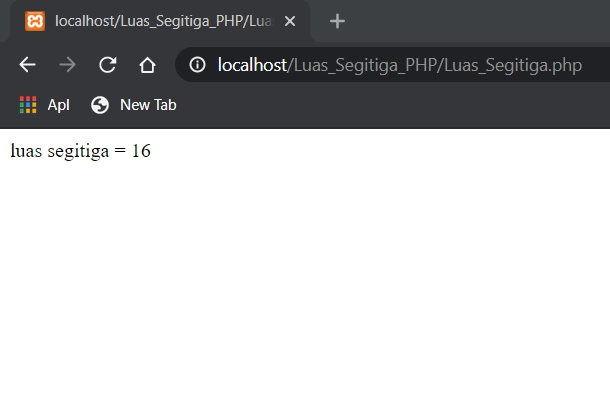 localhost/Luas_Segitiga_PHP/Lua
localhost/Luas_Segitiga_PHP/Luas_Segitiga.php
Apl New Tab
luas segitiga = 16